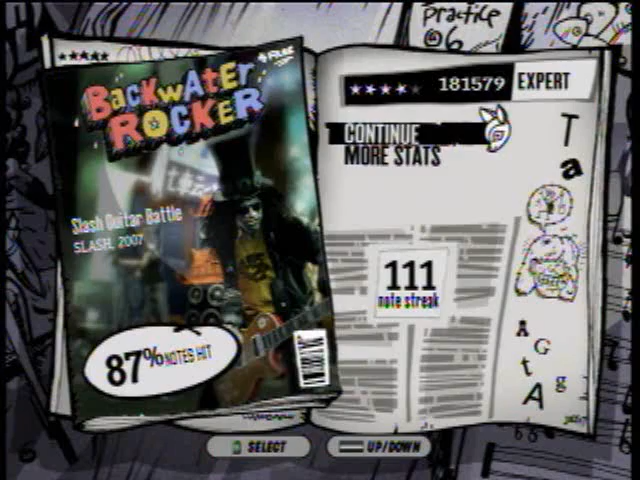 practice
06
BackwAtEr
ROCKER
Slash Guitar Battle
SLASH, 2007
87% NOTES HIT
181579 EXPERT
CONTINUE
MORE STATS
111
note streak
T
a
A
G
t
A
g
SELECT
UP/DOWN